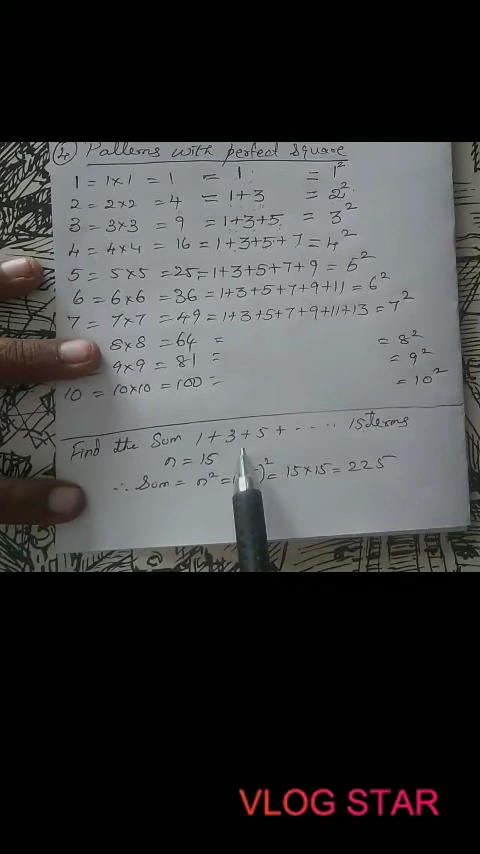 4 Patterns with perfect Square
1 = 1×1 = 1 = 1 = 1²
2 = 2×2 = 4 = 1+3 = 2²
3 = 3×3 = 9 = 1+3+5 = 3²
4 = 4×4 = 16 = 1+3+5+7 = 4²
5 = 5×5 = 25 = 1+3+5+7+9 = 5²
6 = 6×6 = 36 = 1+3+5+7+9+11 = 6²
7 = 7×7 = 49 = 1+3+5+7+9+11+13 = 7²
8×8 = 64 = = 8²
9×9 = 81 = = 9²
10 = 10×10 = 100 = = 10²
Find the Sum 1+3+5+ ..... 15 terms
n = 15
∴ Sum = n² = ( )² = 15×15 = 225
VLOG STAR